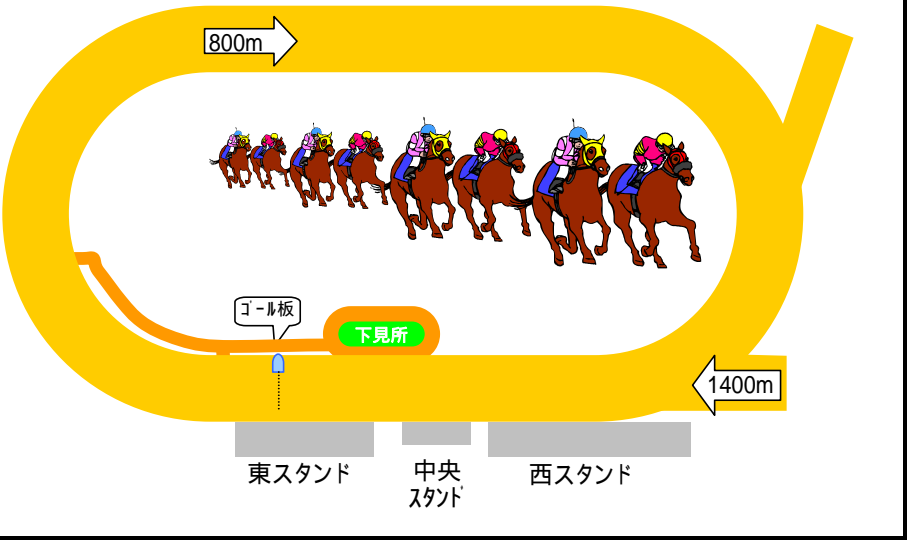 800m
ｺﾞｰﾙ板
下見所
1400m
東スタンド
中央
ｽﾀﾝﾄﾞ
西スタンド